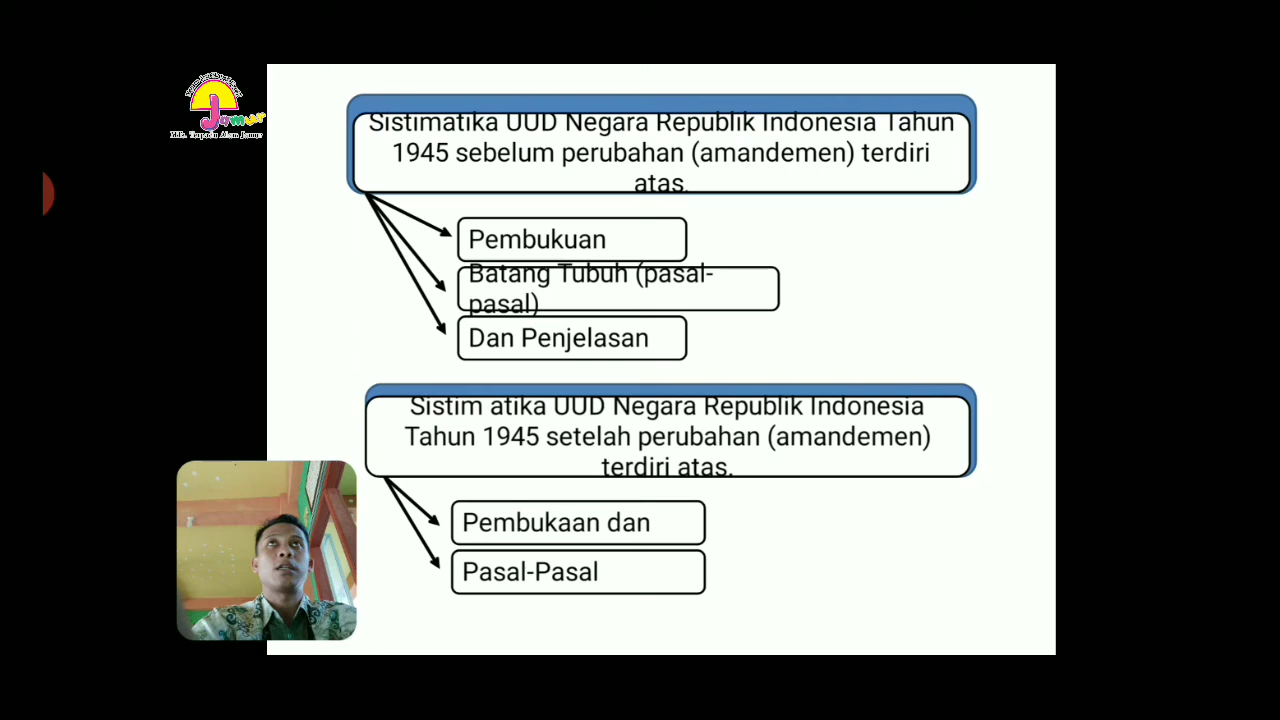 Jamur
Sistimatika UUD Negara Republik Indonesia Tahun
1945 sebelum perubahan (amandemen) terdiri
atas.
Pembukuan
Batang Tubuh (pasal-
pasal)
Dan Penjelasan
Sistim atika UUD Negara Republik Indonesia
Tahun 1945 setelah perubahan (amandemen)
terdiri atas.
Pembukaan dan
Pasal-Pasal